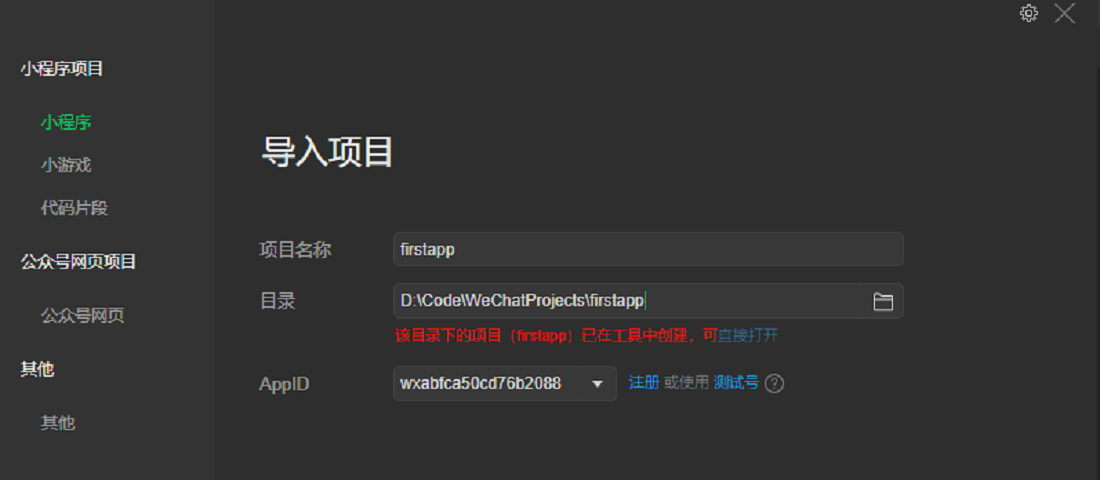 小程序项目
小程序
小游戏
代码片段
公众号网页项目
公众号网页
其他
其他
导入项目
项目名称 firstapp
目录 D:\Code\WeChatProjects\firstapp
该目录下的项目（firstapp）已在工具中创建，可直接打开
AppID wxabfca50cd76b2088 注册 或使用 测试号 ?